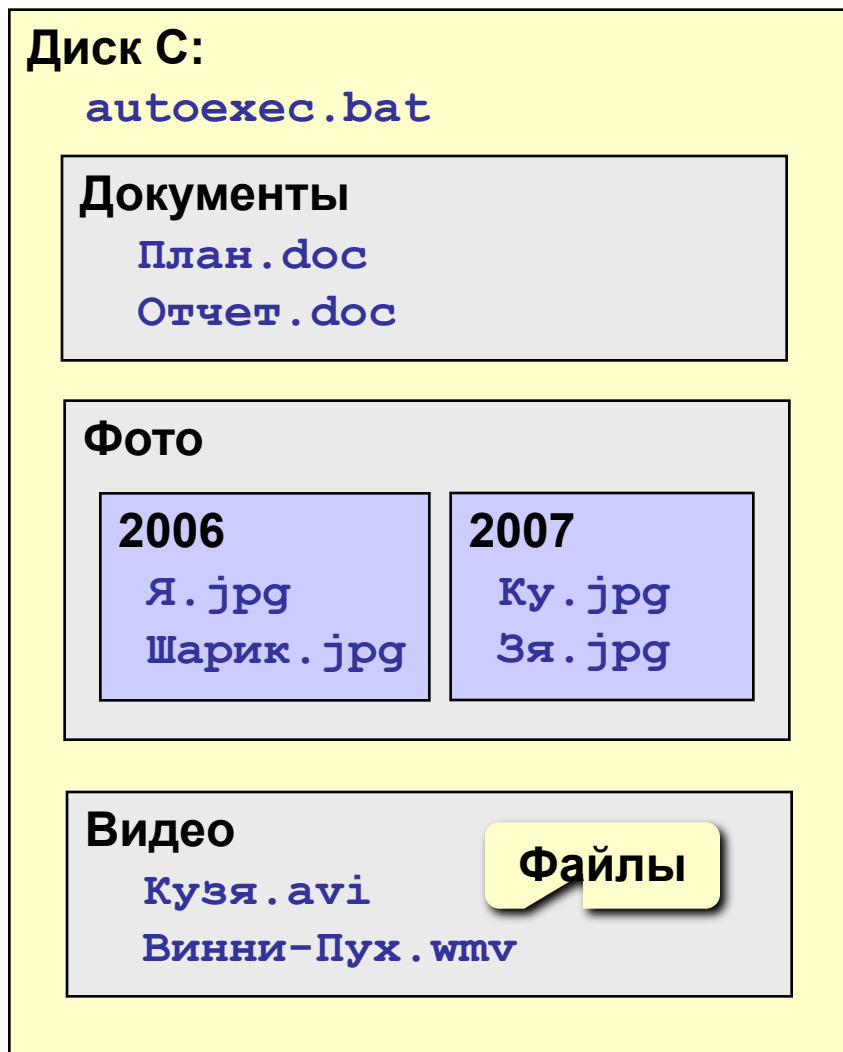 Диск C:
autoexec.bat
Документы
План.doc
Отчет.doc
Фото
2006
Я.jpg
Шарик.jpg
2007
Ку.jpg
Зя.jpg
Видео
Файлы
Кузя.avi
Винни-Пух.wmv